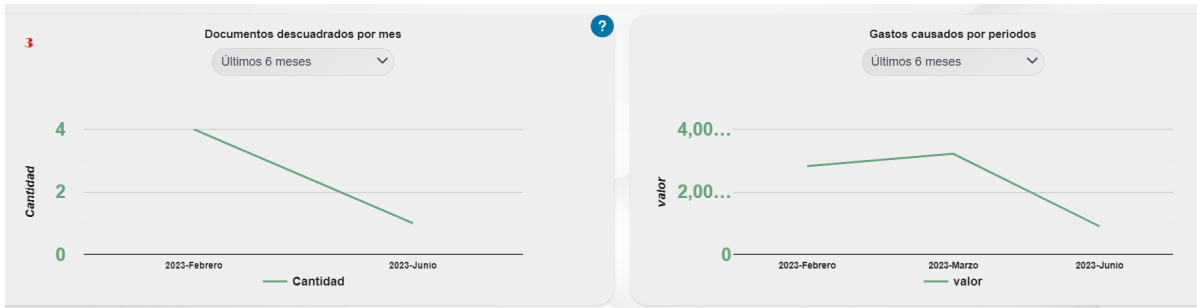 3
Documentos descuadrados por mes
?
Últimos 6 meses
4
2
0
Cantidad
2023-Febrero
2023-Junio
Cantidad
Gastos causados por periodos
Últimos 6 meses
4,00...
2,00...
0
valor
2023-Febrero
2023-Marzo
2023-Junio
valor